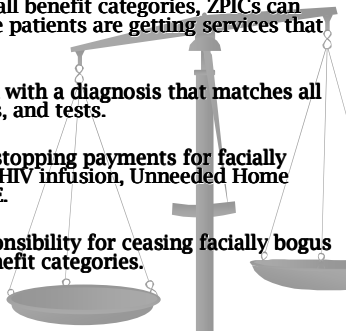 all benefit categories, ZPICs can
patients are getting services that
with a diagnosis that matches all
, and tests.
stopping payments for facially
HIV infusion, Unneeded Home
onsibility for ceasing facially bogus
nefit categories.